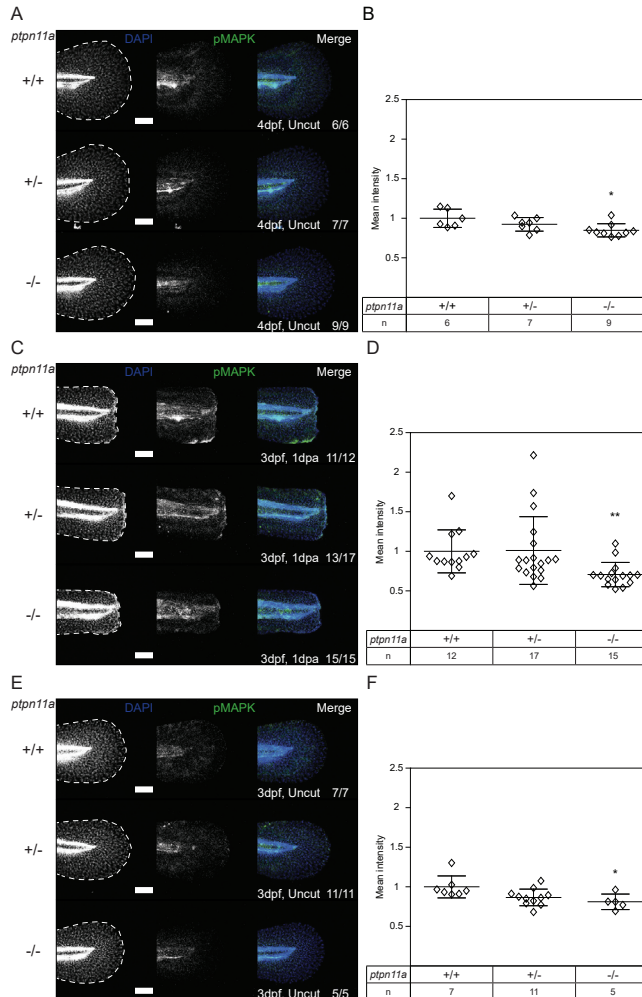 A
ptpn11a DAPI pMAPK Merge
+/+
4dpf, Uncut 6/6
+/-
4dpf, Uncut 7/7
-/-
4dpf, Uncut 9/9
B
2.5
2
1.5
1
0.5
Mean intensity
*
ptpn11a +/+ +/- -/-
n 6 7 9
C
ptpn11a DAPI pMAPK Merge
+/+
3dpf, 1dpa 11/12
+/-
3dpf, 1dpa 13/17
-/-
3dpf, 1dpa 15/15
D
2.5
2
1.5
1
0.5
Mean intensity
**
ptpn11a +/+ +/- -/-
n 12 17 15
E
ptpn11a DAPI pMAPK Merge
+/+
3dpf, Uncut 7/7
+/-
3dpf, Uncut 11/11
-/-
3dpf, Uncut 5/5
F
2.5
2
1.5
1
0.5
Mean intensity
*
ptpn11a +/+ +/- -/-
n 7 11 5